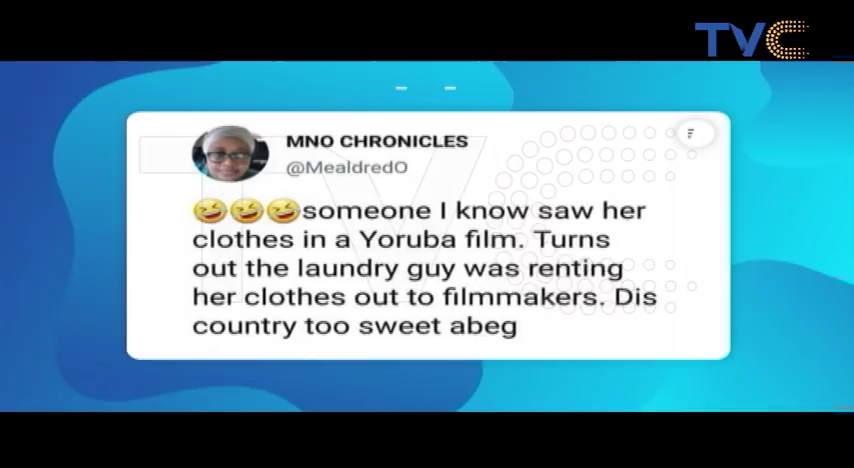 TVC
MNO CHRONICLES
@MealdredO
🤣🤣🤣someone I know saw her
clothes in a Yoruba film. Turns
out the laundry guy was renting
her clothes out to filmmakers. Dis
country too sweet abeg